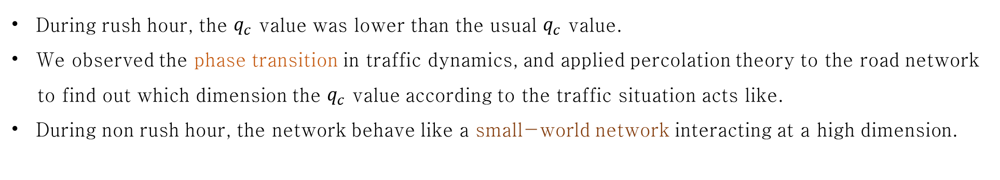 • During rush hour, the q_c value was lower than the usual q_c value.
• We observed the phase transition in traffic dynamics, and applied percolation theory to the road network
to find out which dimension the q_c value according to the traffic situation acts like.
• During non rush hour, the network behave like a small−world network interacting at a high dimension.